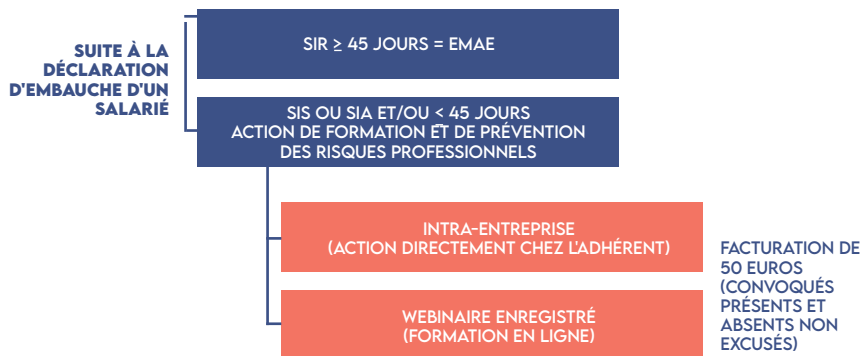 SUITE À LA
DÉCLARATION
D'EMBAUCHE D'UN
SALARIÉ
SIR ≥ 45 JOURS = EMAE
SIS OU SIA ET/OU < 45 JOURS
ACTION DE FORMATION ET DE PRÉVENTION
DES RISQUES PROFESSIONNELS
INTRA-ENTREPRISE
(ACTION DIRECTEMENT CHEZ L'ADHÉRENT)
WEBINAIRE ENREGISTRÉ
(FORMATION EN LIGNE)
FACTURATION DE
50 EUROS
(CONVOQUÉS
PRÉSENTS ET
ABSENTS NON
EXCUSÉS)